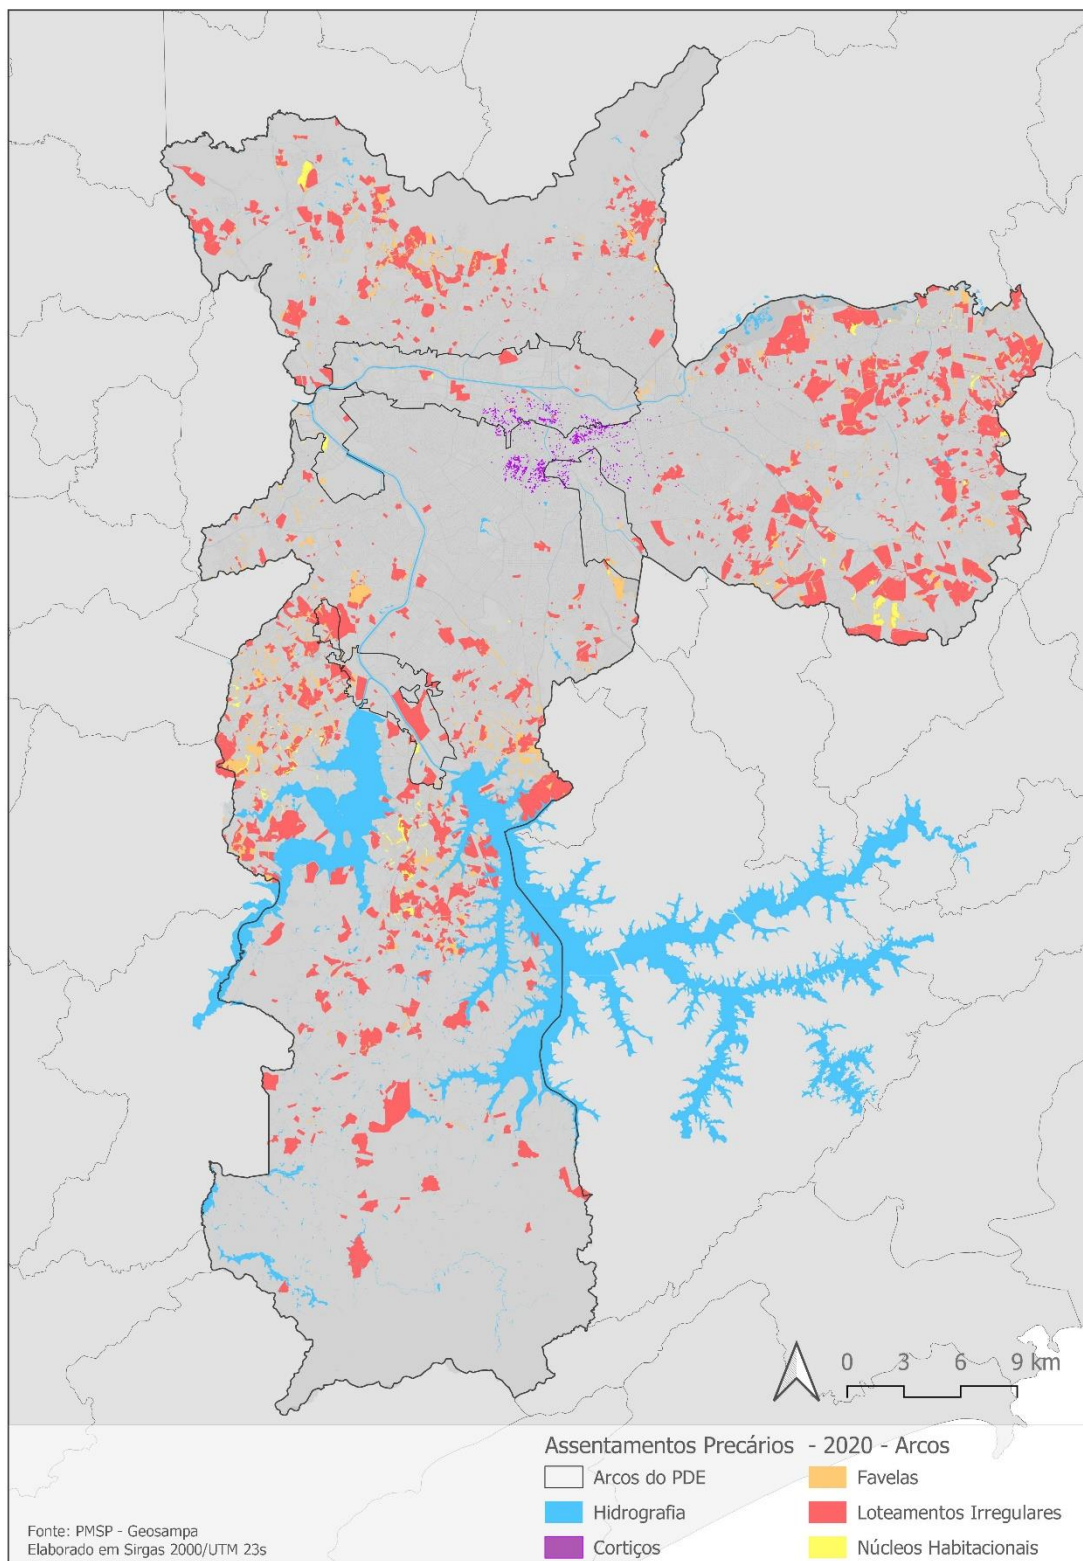 0 3 6 9 km
Assentamentos Precários - 2020 - Arcos
Arcos do PDE
Favelas
Hidrografia
Loteamentos Irregulares
Cortiços
Núcleos Habitacionais
Fonte: PMSP - Geosampa
Elaborado em Sirgas 2000/UTM 23s